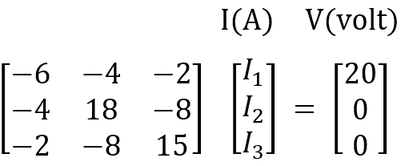 I(A) V(volt)
[−6 −4 −2] [I₁] [20]
[−4 18 −8] [I₂] = [0]
[−2 −8 15] [I₃] [0]